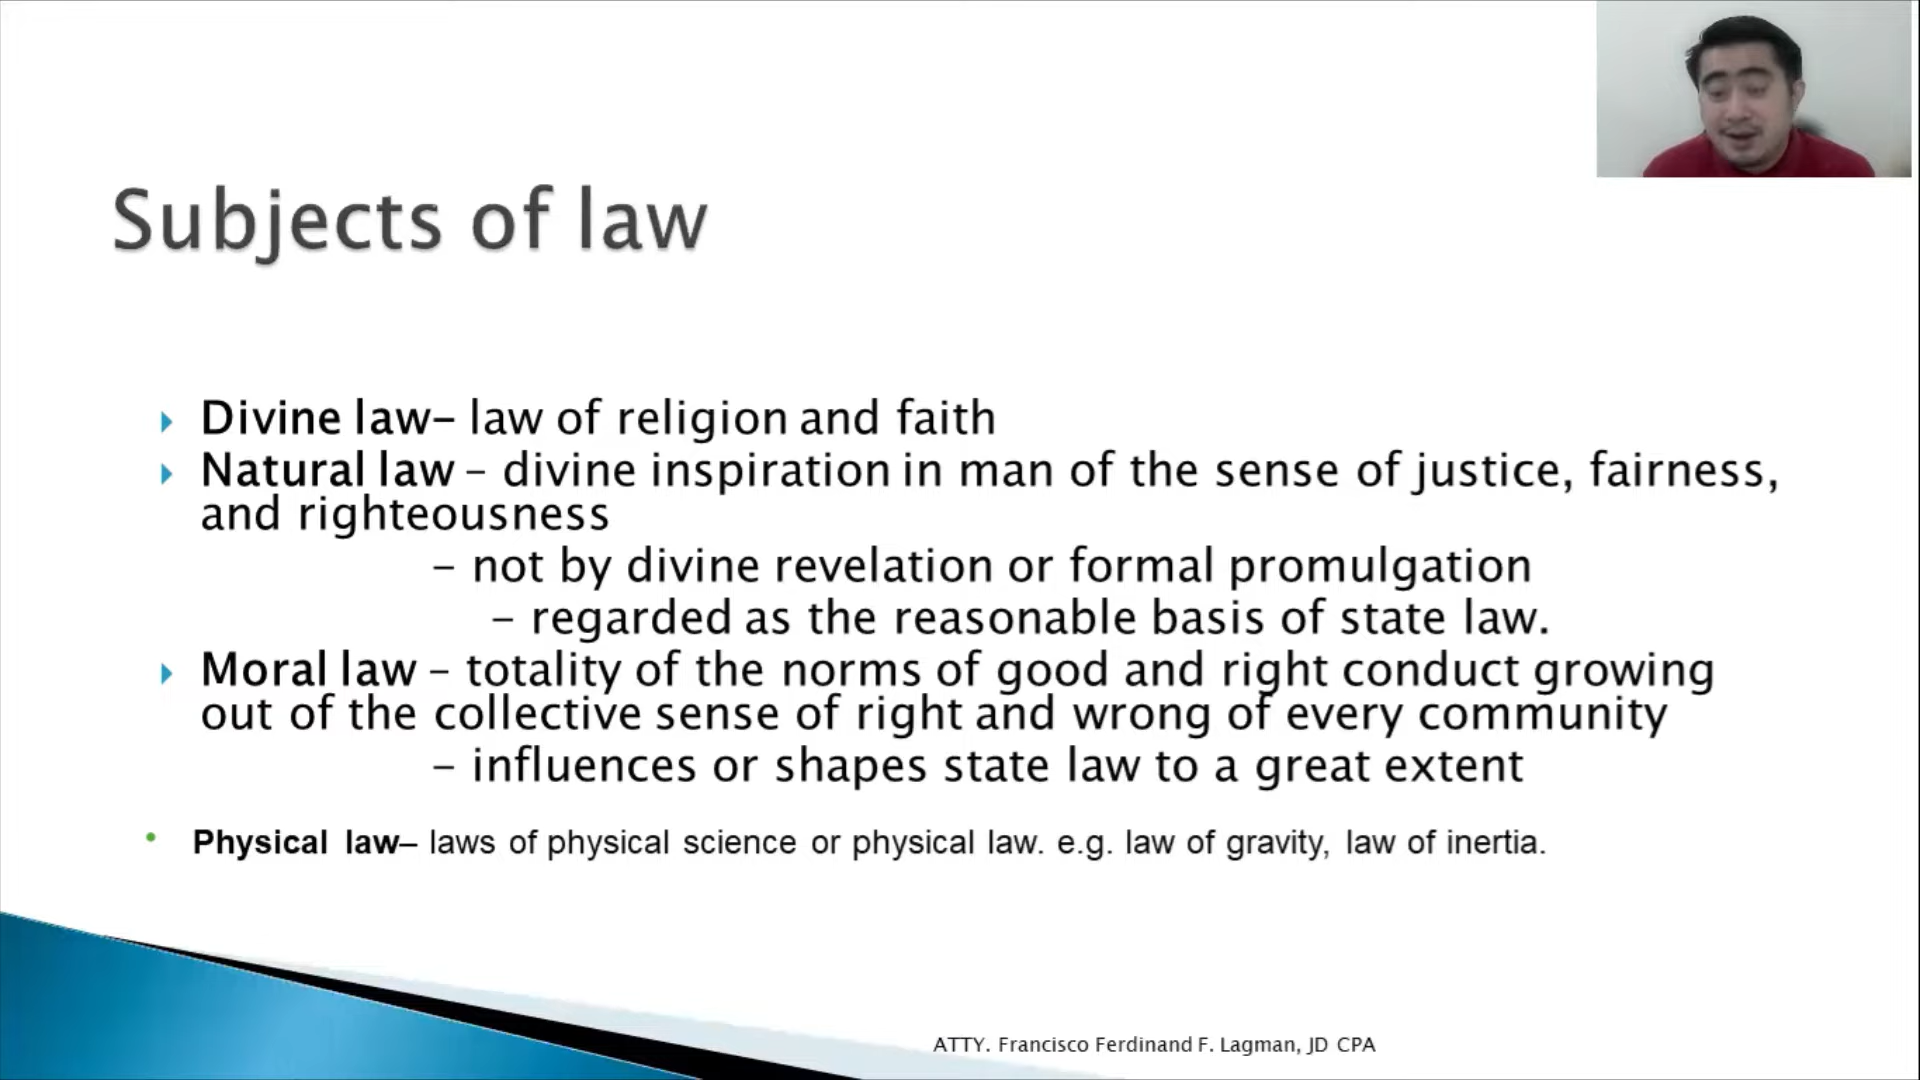 Subjects of law
Divine law– law of religion and faith
Natural law – divine inspiration in man of the sense of justice, fairness,
and righteousness
– not by divine revelation or formal promulgation
– regarded as the reasonable basis of state law.
Moral law – totality of the norms of good and right conduct growing
out of the collective sense of right and wrong of every community
– influences or shapes state law to a great extent
• Physical law– laws of physical science or physical law. e.g. law of gravity, law of inertia.
ATTY. Francisco Ferdinand F. Lagman, JD CPA